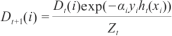 D_{t+1}(i) = \frac{D_t(i)\exp(-\alpha_t y_i h_t(x_i))}{Z_t}